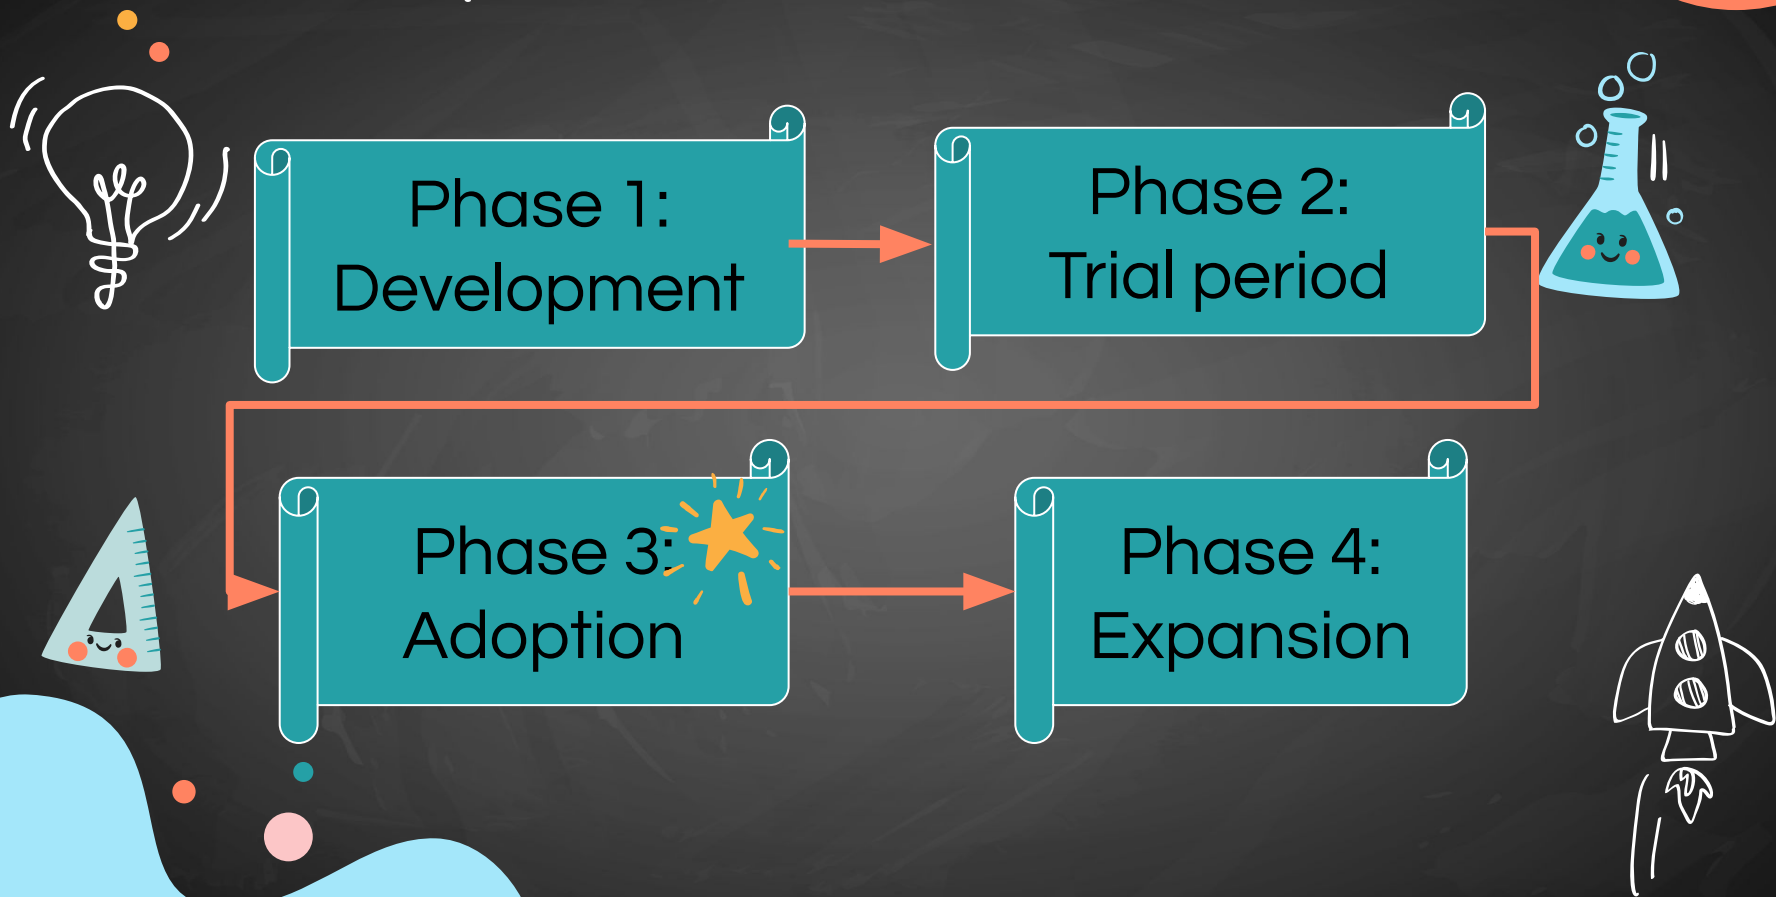 Phase 1:
Development
Phase 2:
Trial period
Phase 3:
Adoption
Phase 4:
Expansion